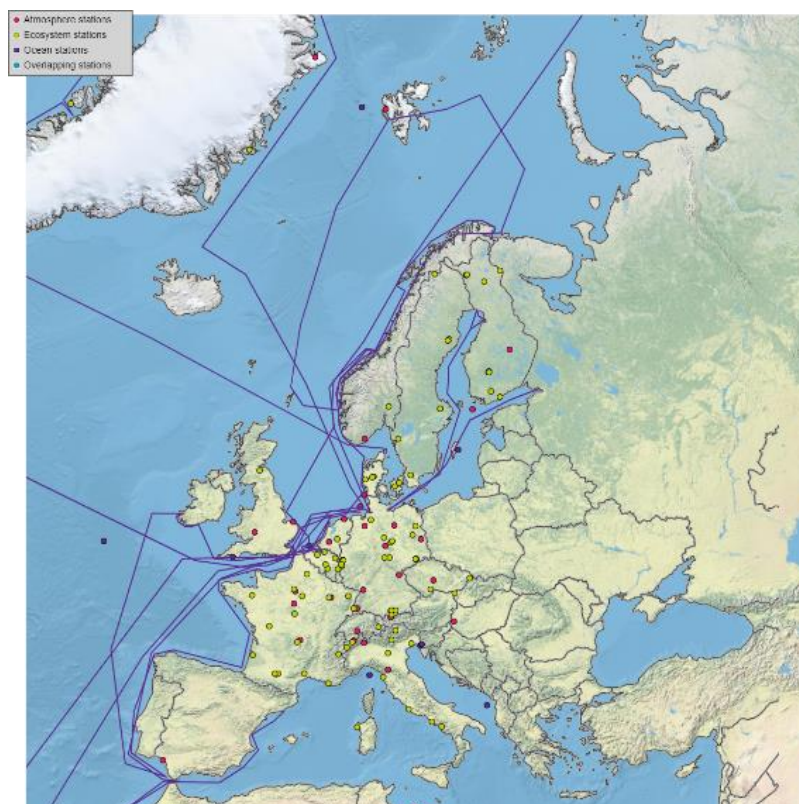 Atmosphere stations
Ecosystem stations
Ocean stations
Overlapping stations